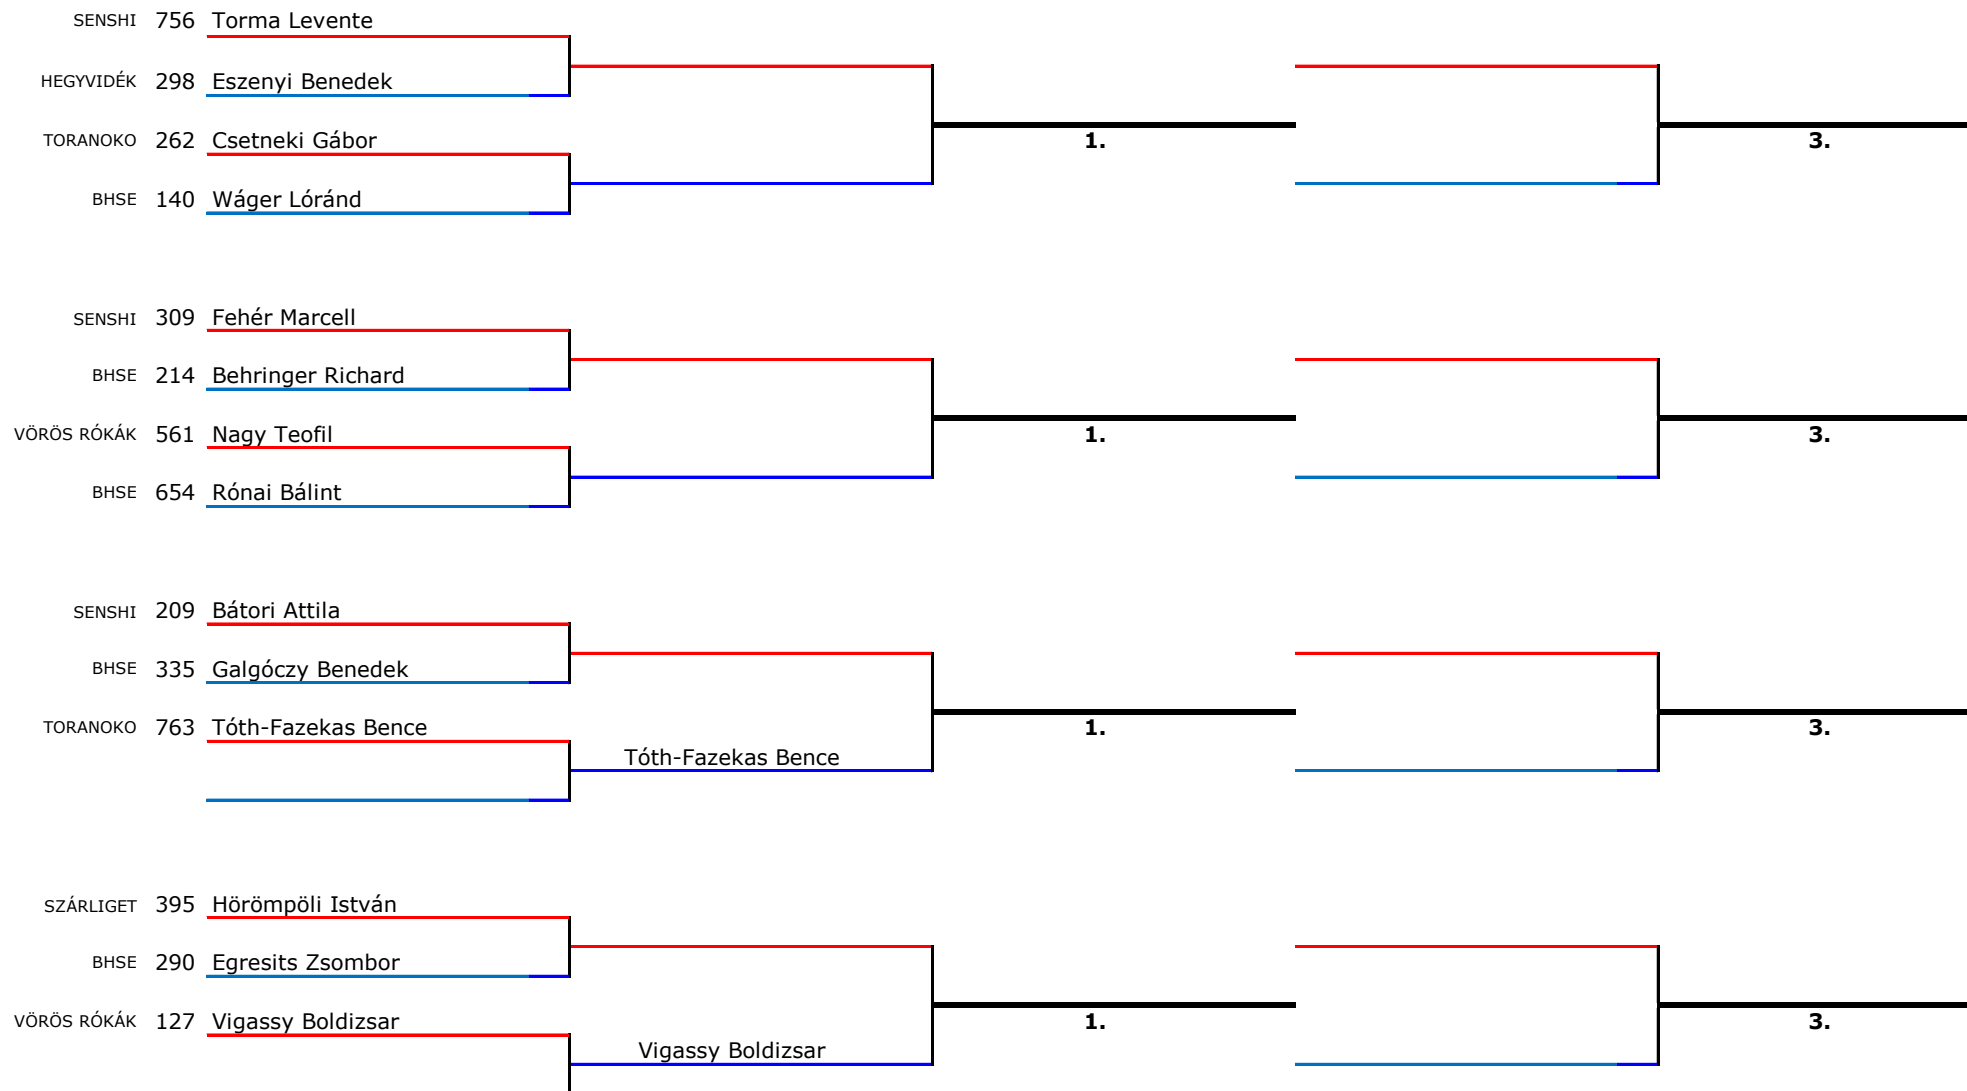 SENSHI 756 Torma Levente
HEGYVIDÉK 298 Eszenyi Benedek
TORANOKO 262 Csetneki Gábor
1. 3.
BHSE 140 Wáger Lóránd
SENSHI 309 Fehér Marcell
BHSE 214 Behringer Richard
VÖRÖS RÓKÁK 561 Nagy Teofil
1. 3.
BHSE 654 Rónai Bálint
SENSHI 209 Bátori Attila
BHSE 335 Galgóczy Benedek
TORANOKO 763 Tóth-Fazekas Bence
1. 3.
Tóth-Fazekas Bence
SZÁRLIGET 395 Hörömpöli István
BHSE 290 Egresits Zsombor
VÖRÖS RÓKÁK 127 Vigassy Boldizsar
1. 3.
Vigassy Boldizsar